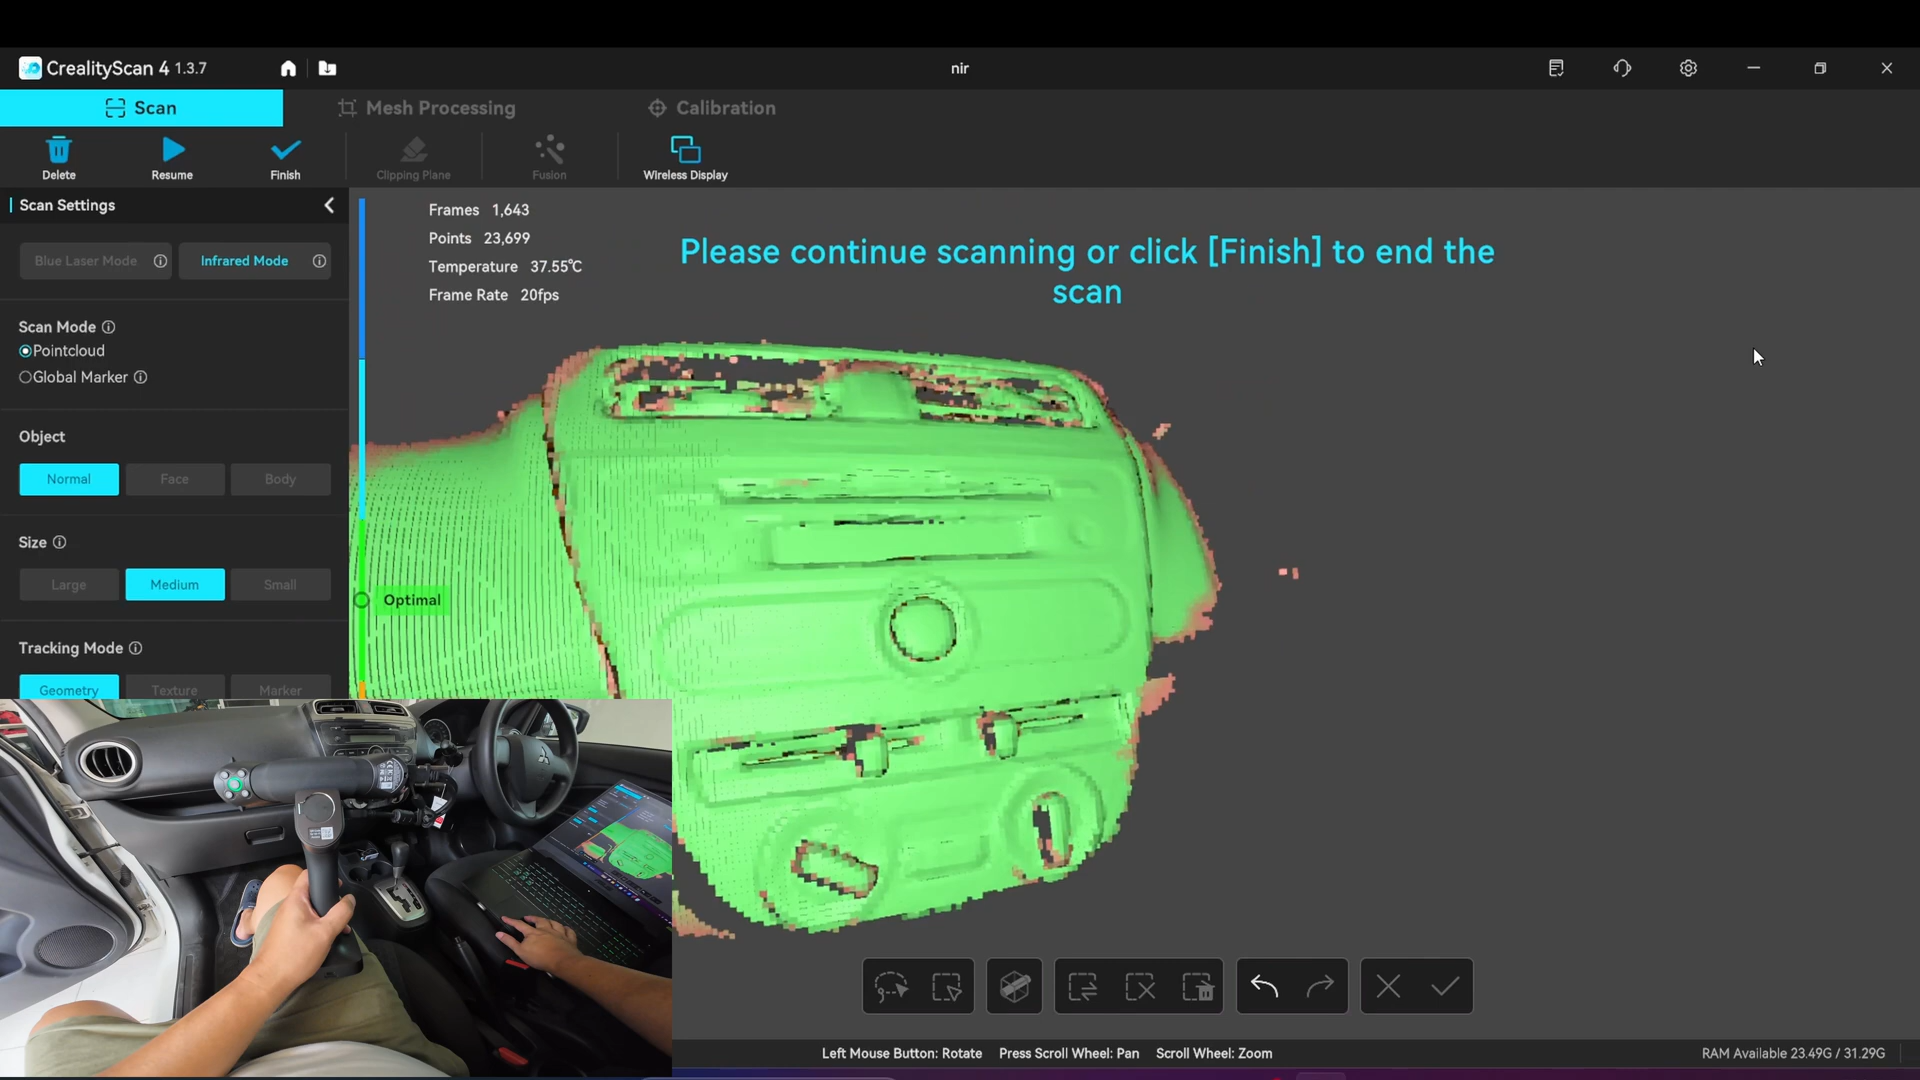 CrealityScan 4 1.3.7
nir
Scan
Mesh Processing
Calibration
Delete
Resume
Finish
Clipping Plane
Fusion
Wireless Display
Scan Settings
Blue Laser Mode
Infrared Mode
Scan Mode
Pointcloud
Global Marker
Object
Normal
Face
Body
Size
Large
Medium
Small
Tracking Mode
Geometry
Texture
Marker
Frames 1,643
Points 23,699
Temperature 37.55℃
Frame Rate 20fps
Please continue scanning or click [Finish] to end the
scan
Optimal
Left Mouse Button: Rotate Press Scroll Wheel: Pan Scroll Wheel: Zoom
RAM Available 23.49G / 31.29G